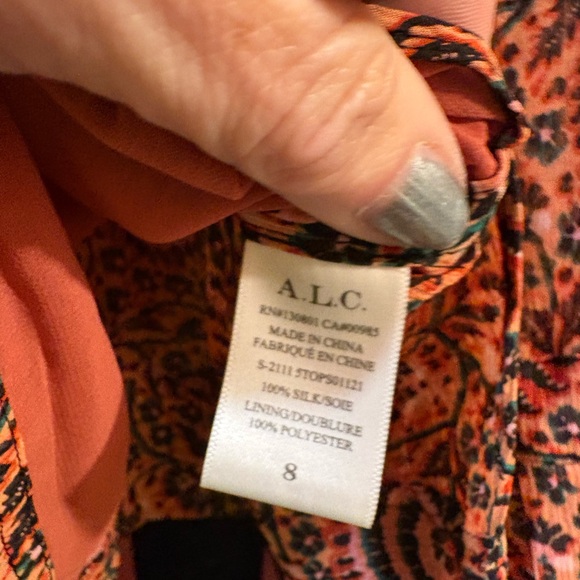 A.L.C.
RN#130801 CA#00985
MADE IN CHINA
FABRIQUÉ EN CHINE
S-2111 5TOPS01121
100% SILK/SOIE
LINING/DOUBLURE
100% POLYESTER
8